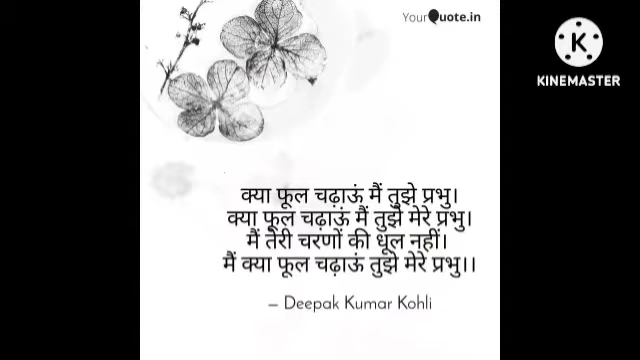 YourQuote.in
KINEMASTER
क्या फूल चढ़ाऊं मैं तुझे प्रभु।
क्या फूल चढ़ाऊं मैं तुझे मेरे प्रभु।
मैं तेरी चरणों की धूल नहीं।
मैं क्या फूल चढ़ाऊं तुझे मेरे प्रभु।।
– Deepak Kumar Kohli